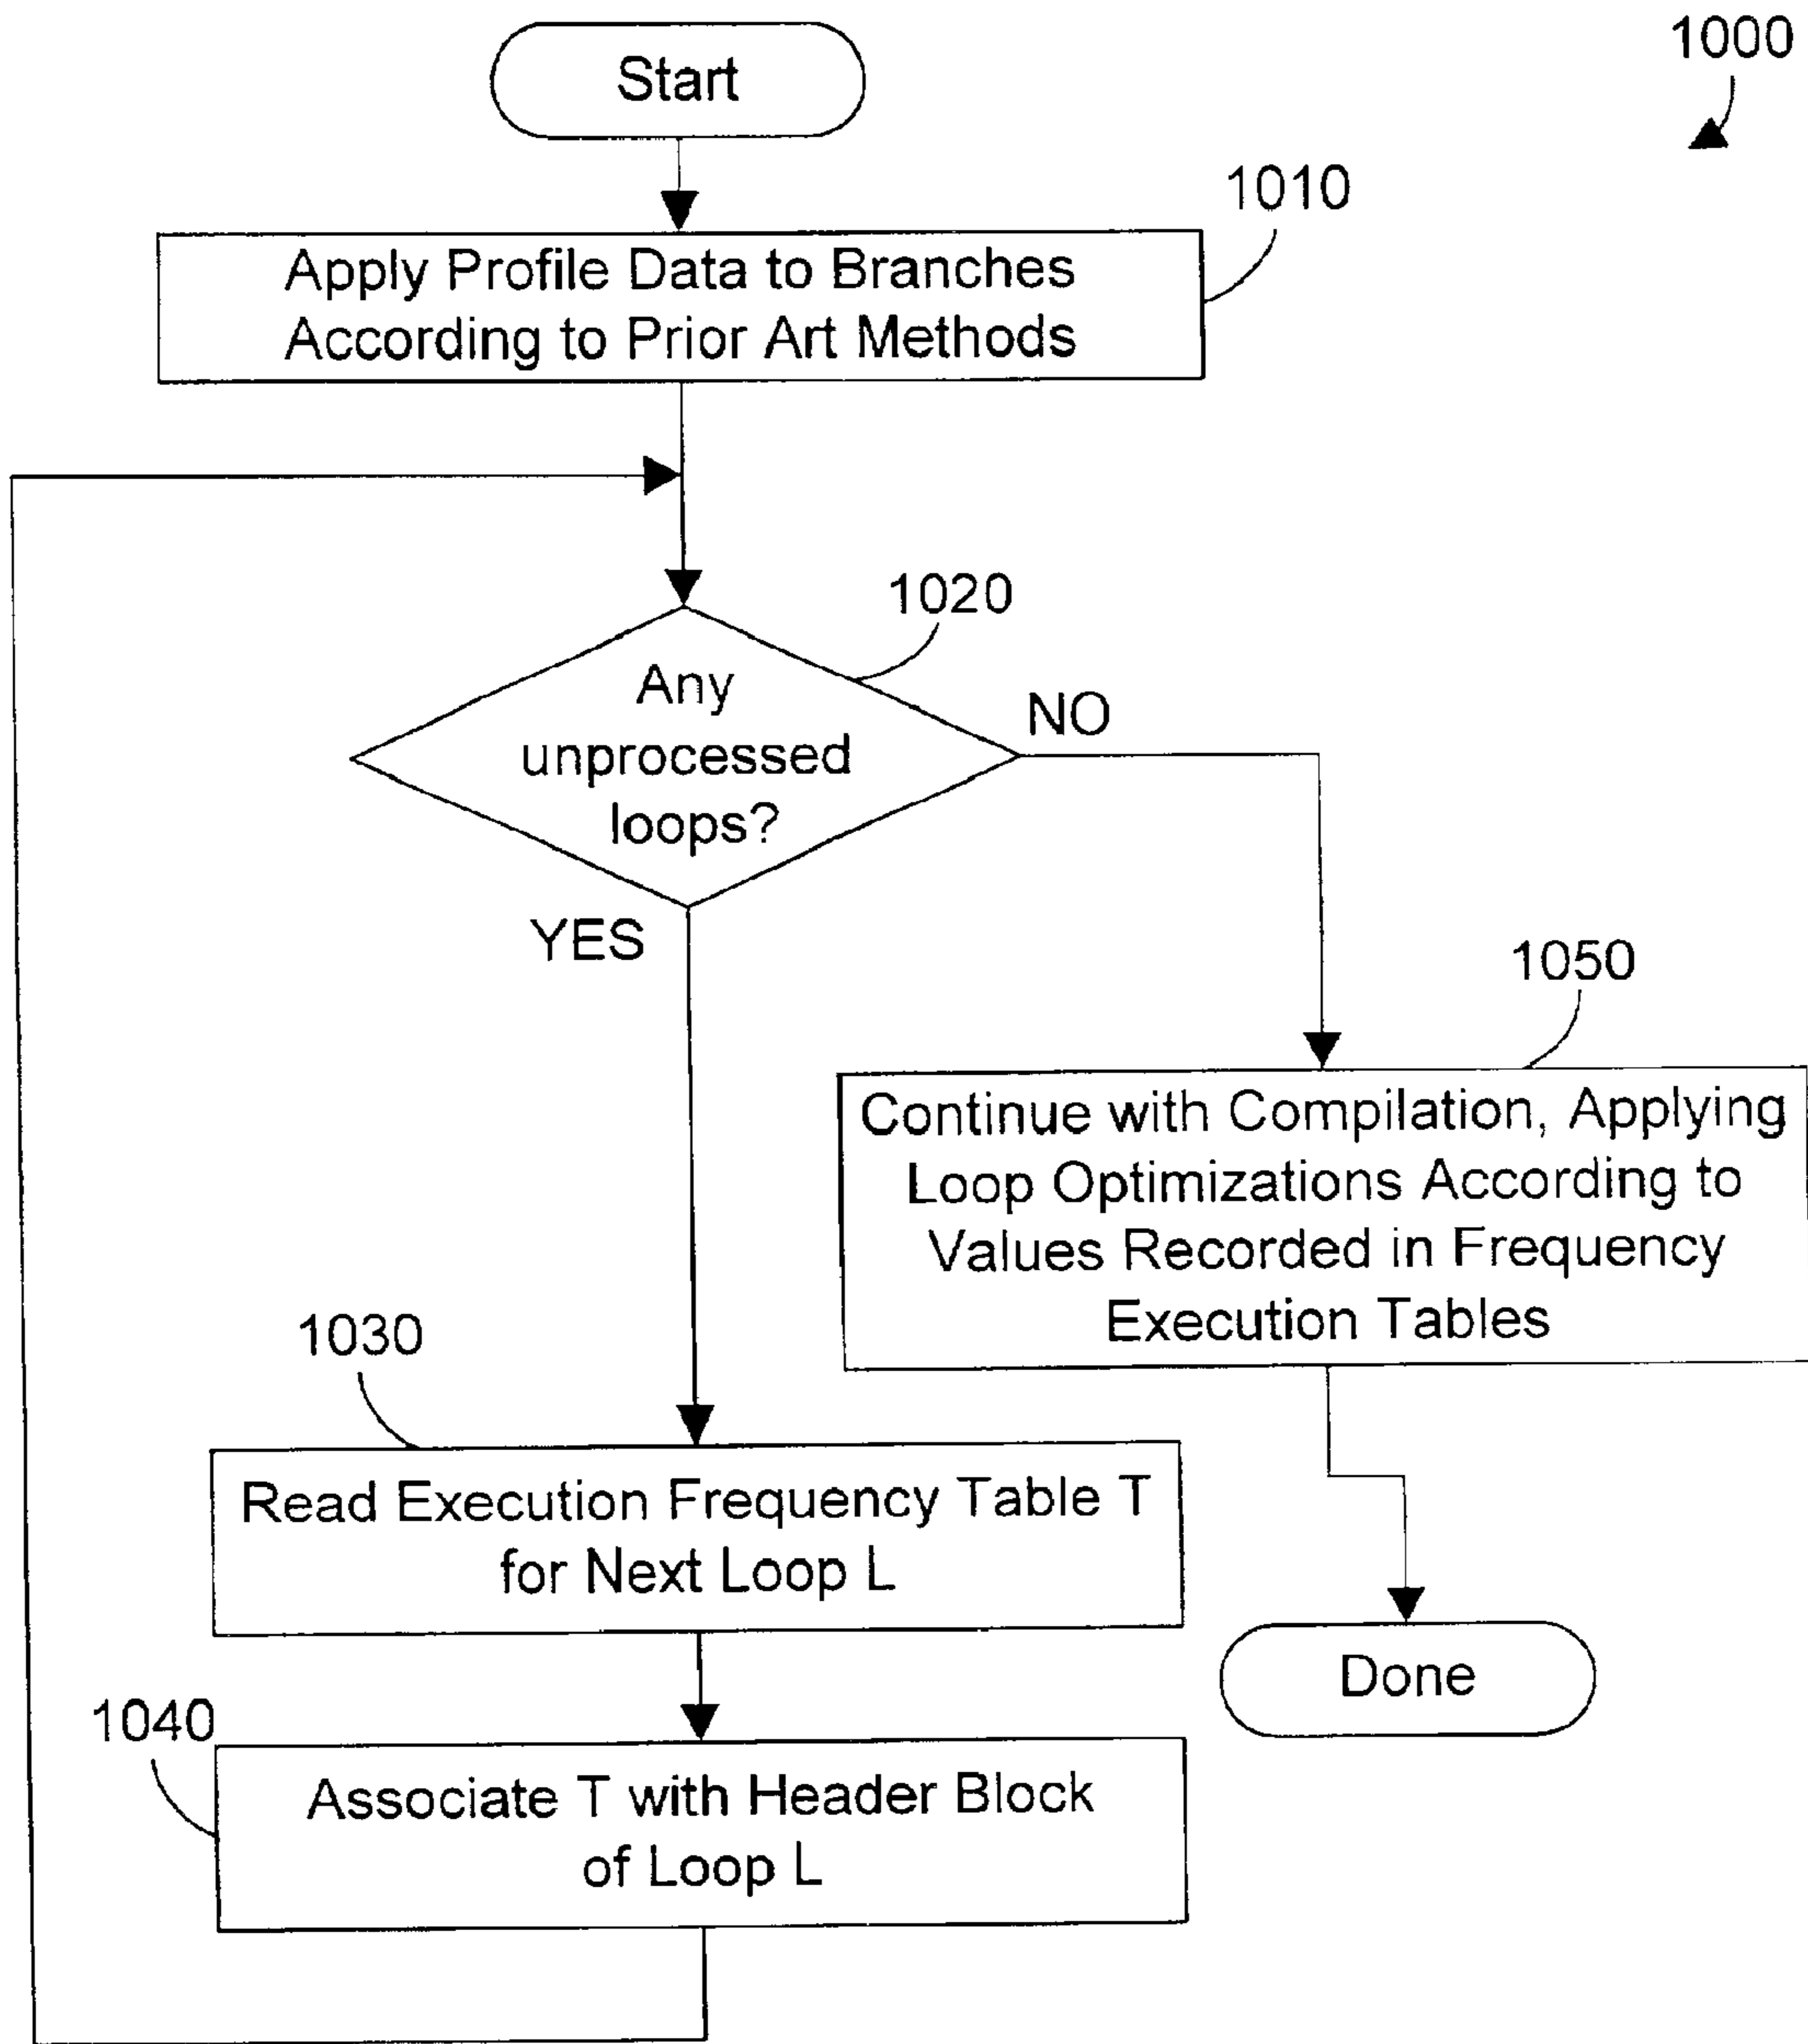 1000
Start
1010
Apply Profile Data to Branches
According to Prior Art Methods
1020
Any
unprocessed
loops?
NO
YES
1050
Continue with Compilation, Applying
Loop Optimizations According to
Values Recorded in Frequency
Execution Tables
1030
Read Execution Frequency Table T
for Next Loop L
Done
1040
Associate T with Header Block
of Loop L